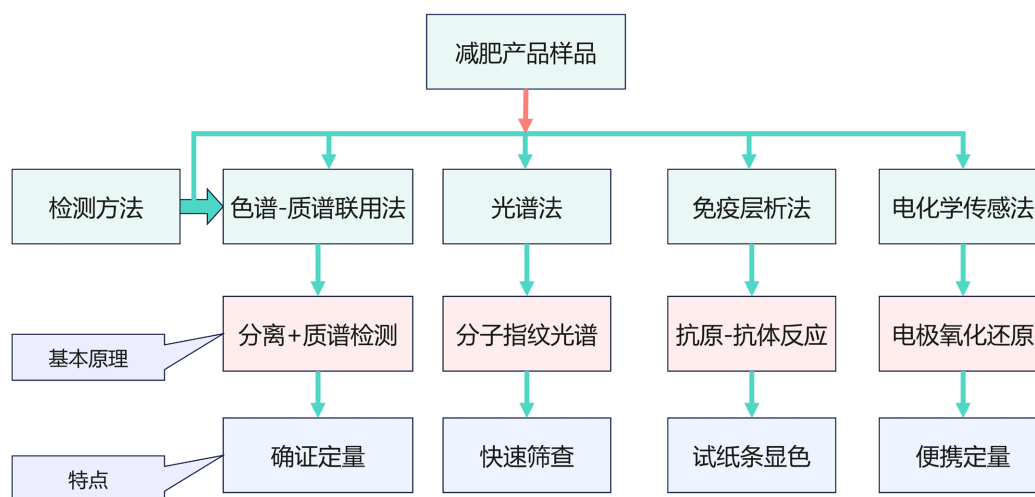 减肥产品样品
检测方法
色谱-质谱联用法
光谱法
免疫层析法
电化学传感法
基本原理
分离+质谱检测
分子指纹光谱
抗原-抗体反应
电极氧化还原
特点
确证定量
快速筛查
试纸条显色
便携定量